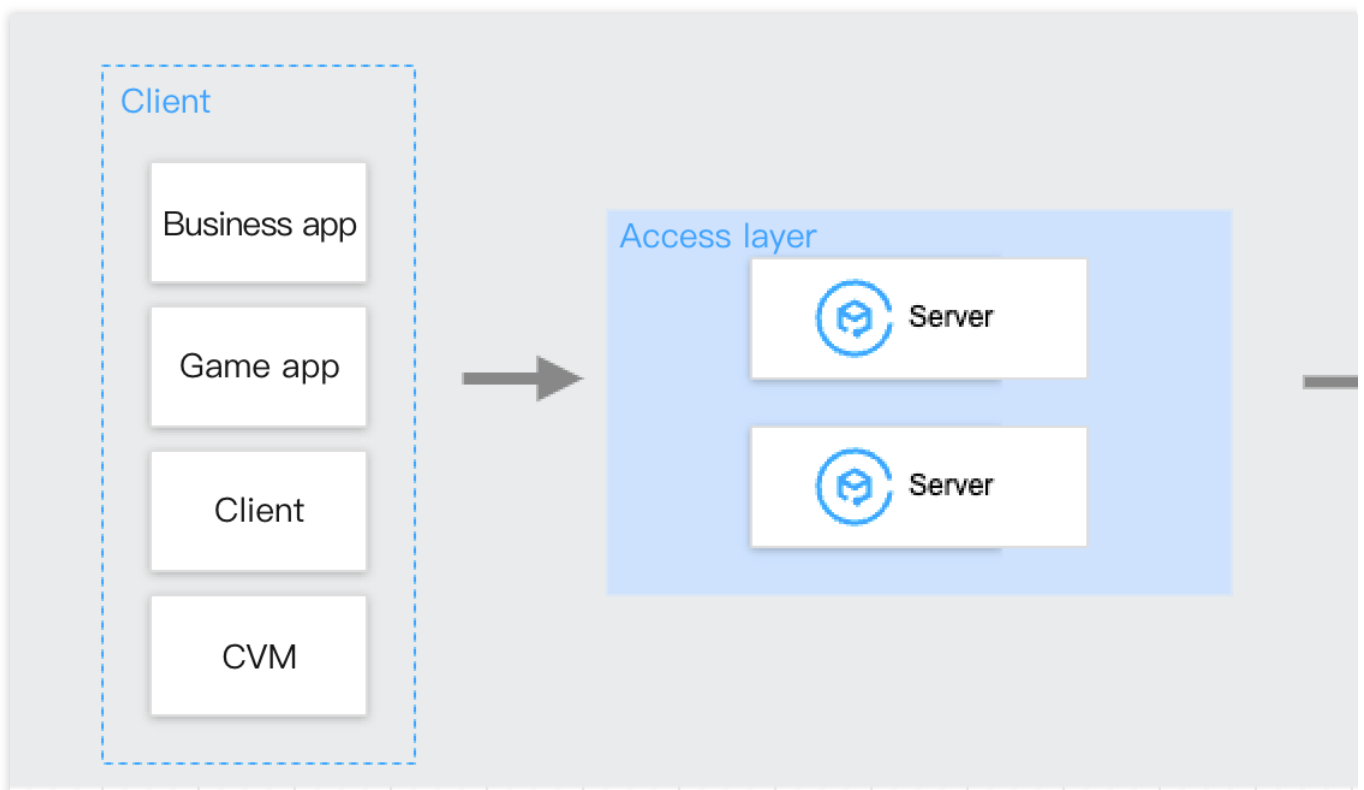 Client
Business app
Game app
Client
CVM
Access layer
Server
Server